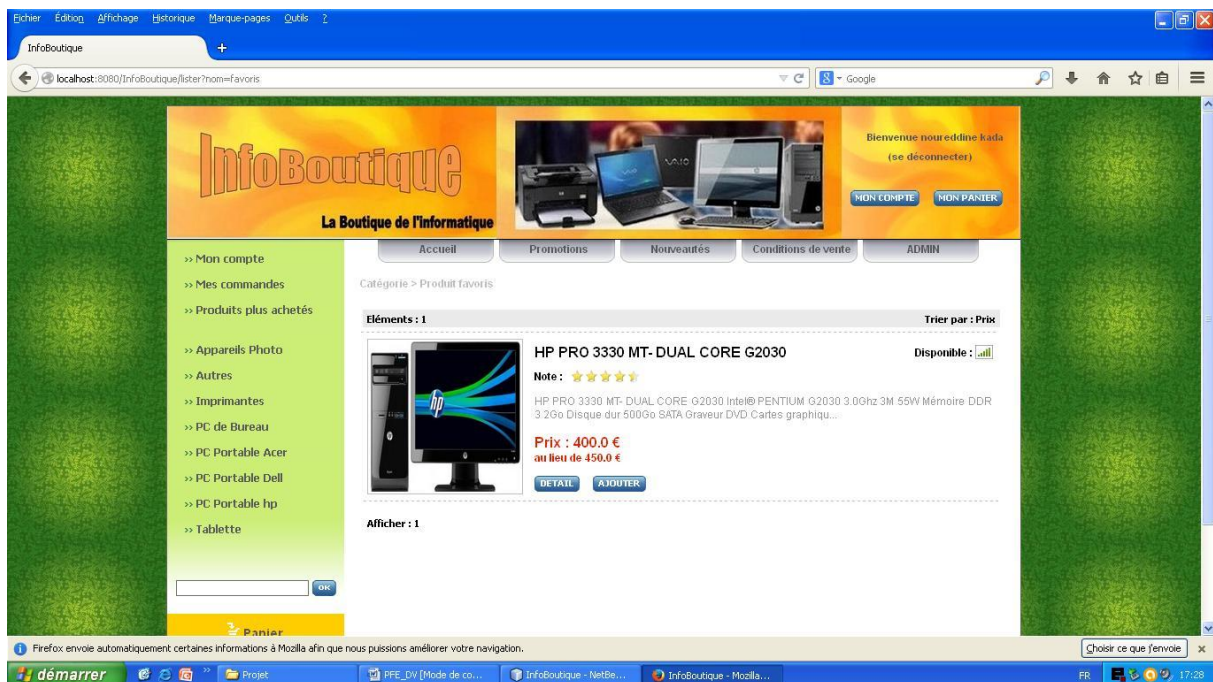 Fichier Édition Affichage Historique Marque-pages Outils ?
InfoBoutique
localhost:8080/InfoBoutique/lister?nom=favoris
Google
InfoBoutique
La Boutique de l'informatique
VAIO
Bienvenue noureddine kada
(se déconnecter)
MON COMPTE MON PANIER
Accueil Promotions Nouveautés Conditions de vente ADMIN
>> Mon compte
>> Mes commandes
>> Produits plus achetés
>> Appareils Photo
>> Autres
>> Imprimantes
>> PC de Bureau
>> PC Portable Acer
>> PC Portable Dell
>> PC Portable hp
>> Tablette
OK
Panier
Catégorie > Produit favoris
Eléments : 1 Trier par : Prix
HP PRO 3330 MT- DUAL CORE G2030 Disponible :
Note :
hp
HP PRO 3330 MT- DUAL CORE G2030 Intel® PENTIUM G2030 3.0Ghz 3M 55W Mémoire DDR
3 2Go Disque dur 500Go SATA Graveur DVD Cartes graphiqu...
Prix : 400.0 €
au lieu de 450.0 €
DETAIL AJOUTER
Afficher : 1
Firefox envoie automatiquement certaines informations à Mozilla afin que nous puissions améliorer votre navigation. Choisir ce que j'envoie
démarrer Projet PFE_DV [Mode de co... InfoBoutique - NetBe... InfoBoutique - Mozilla... FR 17:28